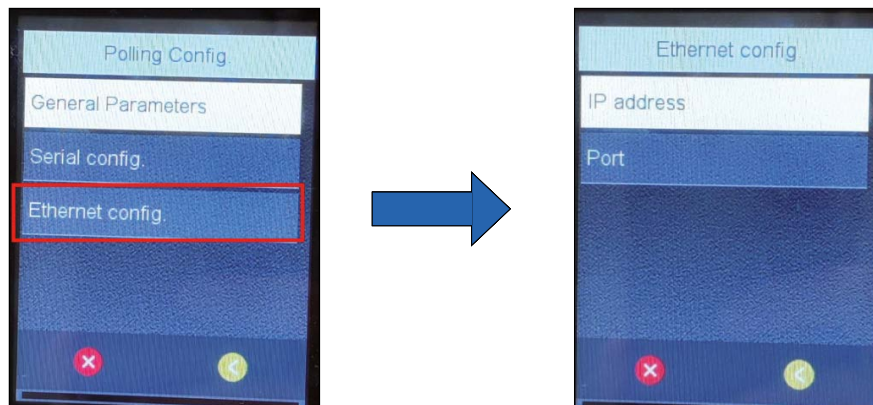 Polling Config.
General Parameters
Serial config.
Ethernet config.
Ethernet config
IP address
Port